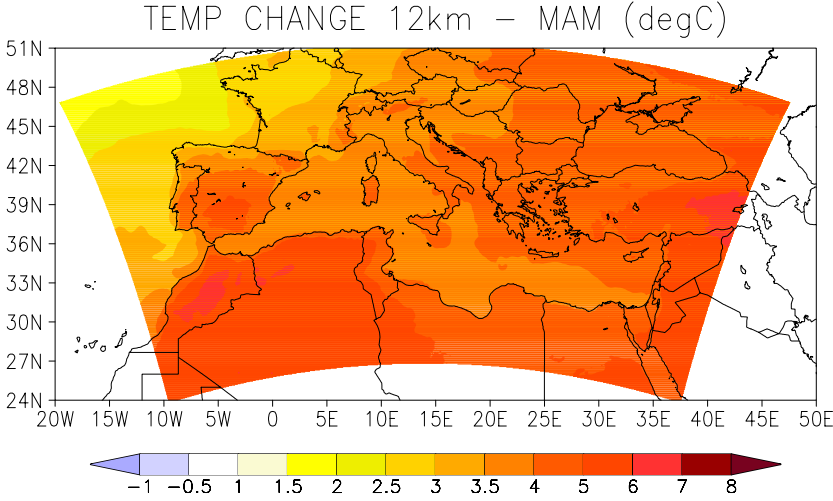 TEMP CHANGE 12km − MAM (degC)
51N
48N
45N
42N
39N
36N
33N
30N
27N
24N
20W 15W 10W 5W 0 5E 10E 15E 20E 25E 30E 35E 40E 45E 50E
−1 −0.5 1 1.5 2 2.5 3 3.5 4 5 6 7 8